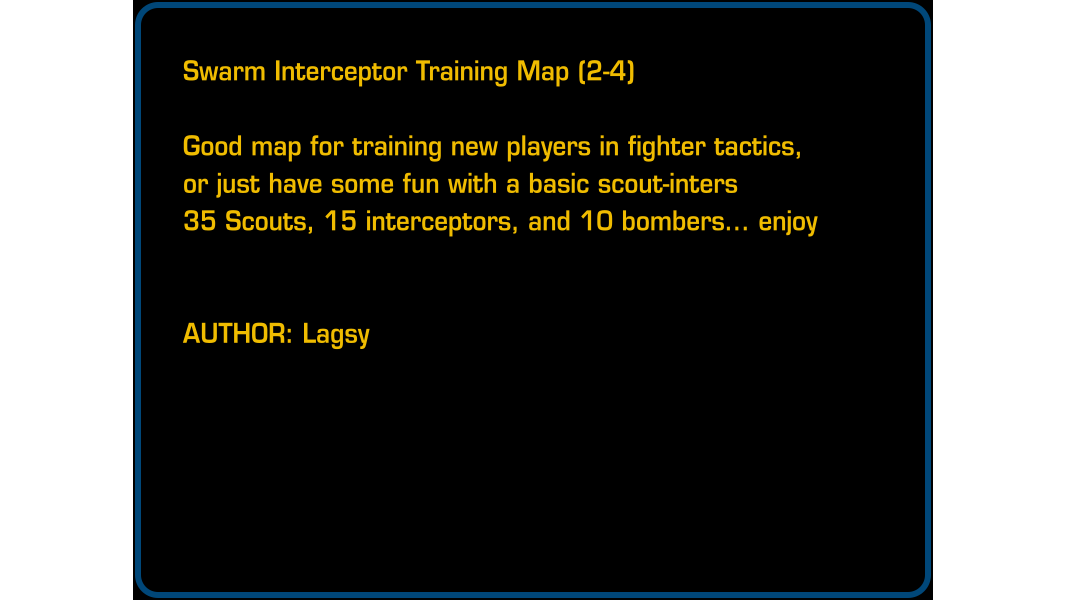 Swarm Interceptor Training Map (2-4)
Good map for training new players in fighter tactics,
or just have some fun with a basic scout-inters
35 Scouts, 15 interceptors, and 10 bombers... enjoy
AUTHOR: Lagsy